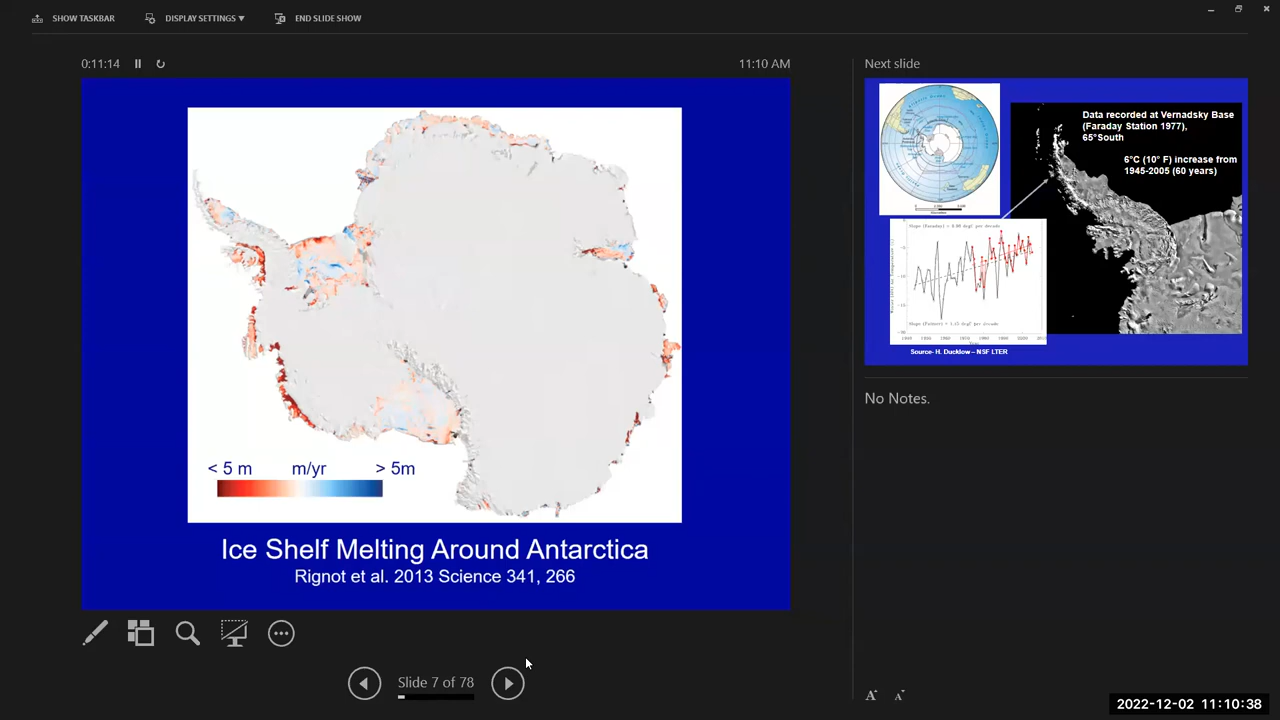 SHOW TASKBAR
DISPLAY SETTINGS ▼
END SLIDE SHOW
0:11:14
11:10 AM
Next slide
< 5 m
m/yr
> 5m
Ice Shelf Melting Around Antarctica
Rignot et al. 2013 Science 341, 266
Data recorded at Vernadsky Base
(Faraday Station 1977),
65°South
6°C (10° F) increase from
1945-2005 (60 years)
Source- H. Ducklow – NSF LTER
No Notes.
Slide 7 of 78
A
A
2022-12-02 11:10:38